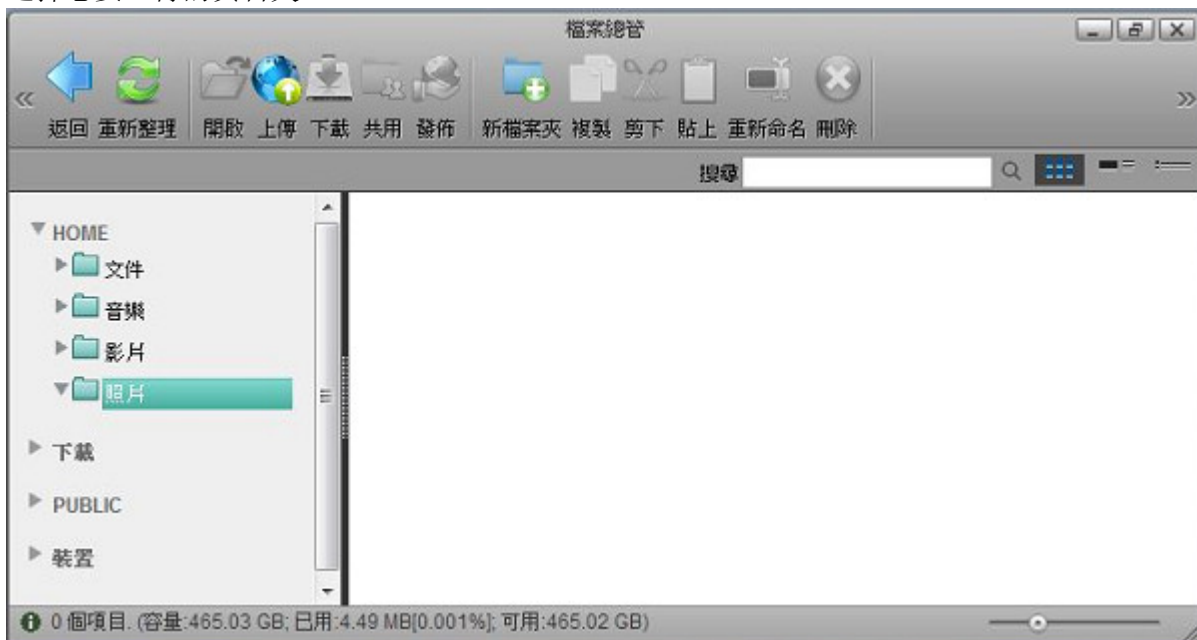 檔案總管
返回 重新整理 開啟 上傳 下載 共用 發佈 新檔案夾 複製 剪下 貼上 重新命名 刪除
搜尋
HOME
文件
音樂
影片
照片
下載
PUBLIC
裝置
0 個項目. (容量:465.03 GB; 已用:4.49 MB[0.001%]; 可用:465.02 GB)